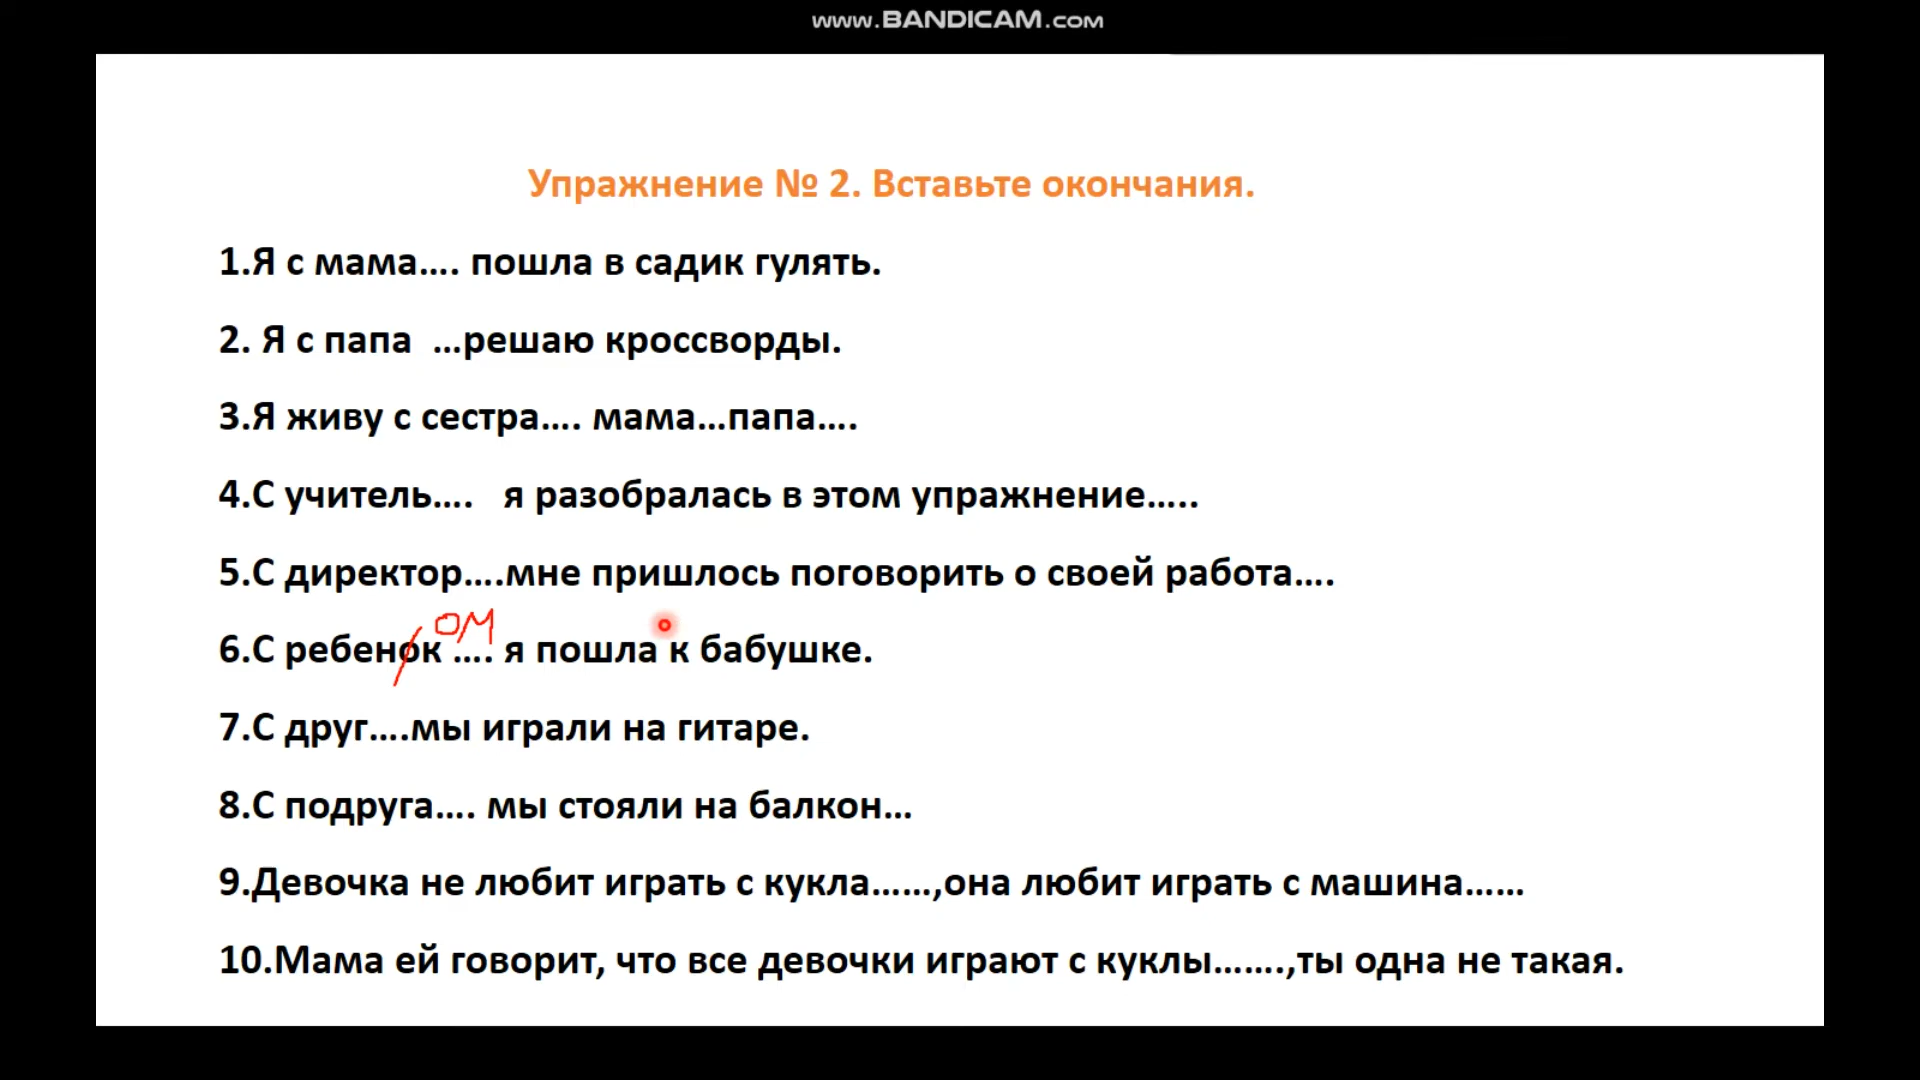 www.BANDICAM.com
Упражнение № 2. Вставьте окончания.
1.Я с мама.... пошла в садик гулять.
2. Я с папа ...решаю кроссворды.
3.Я живу с сестра.... мама...папа....
4.С учитель.... я разобралась в этом упражнение.....
5.С директор....мне пришлось поговорить о своей работа....
ом
6.С ребенок .... я пошла к бабушке.
7.С друг....мы играли на гитаре.
8.С подруга.... мы стояли на балкон...
9.Девочка не любит играть с кукла......,она любит играть с машина......
10.Мама ей говорит, что все девочки играют с куклы.......,ты одна не такая.